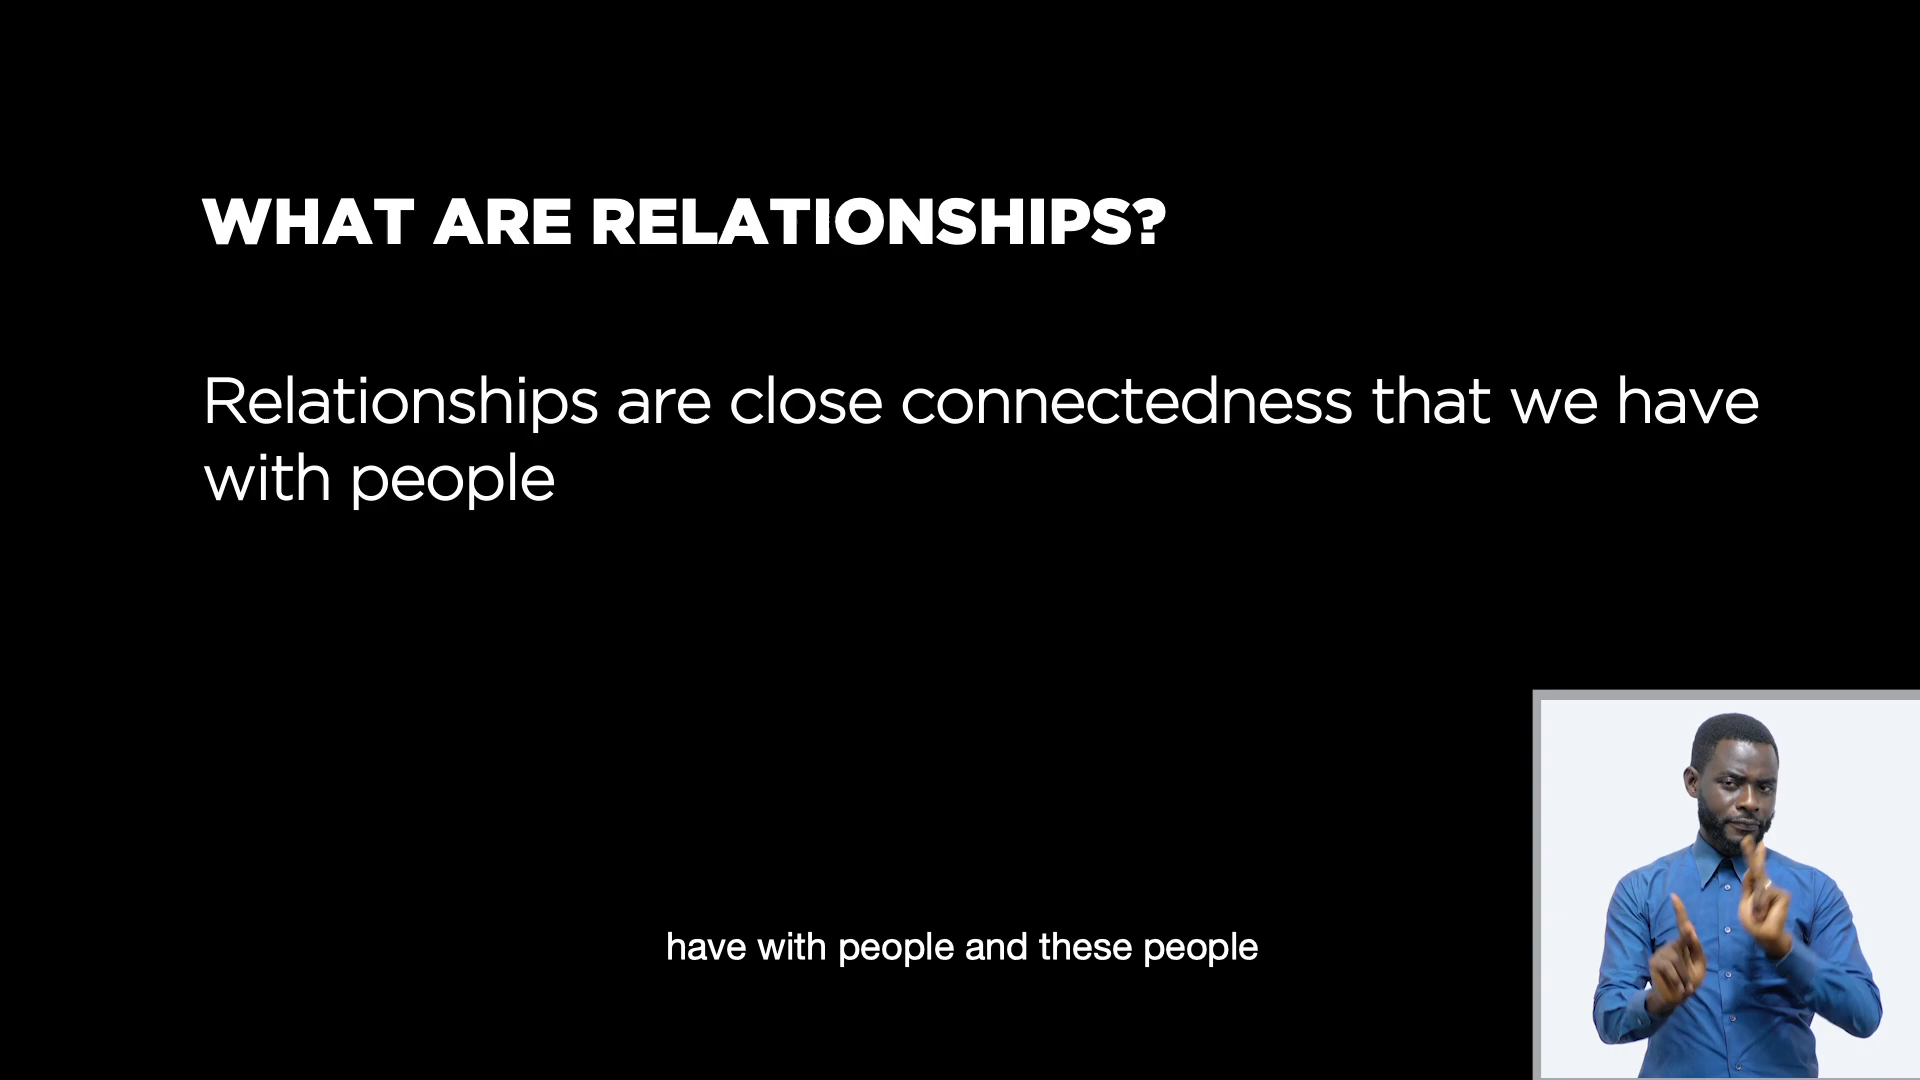 WHAT ARE RELATIONSHIPS?
Relationships are close connectedness that we have
with people
have with people and these people